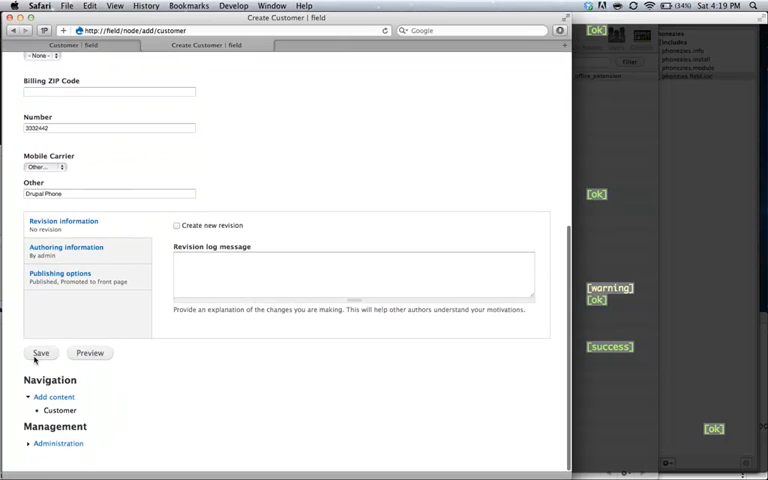 Safari File Edit View History Bookmarks Develop Window Help
(34%) Sat 4:19 PM
Create Customer | field
http://field/node/add/customer
Google
Customer | field
Create Customer | field
- None -
Billing ZIP Code
Number
3332442
Mobile Carrier
Other...
Other
Drupal Phone
Revision information
No revision
Authoring information
By admin
Publishing options
Published, Promoted to front page
Create new revision
Revision log message
Provide an explanation of the changes you are making. This will help other authors understand your motivations.
Save
Preview
Navigation
Add content
Customer
Management
Administration
[ok]
Filter
office_extension
[ok]
[warning]
[ok]
[success]
[ok]
phonezies
includes
phonezies.info
phonezies.install
phonezies.module
phonezies.field.inc